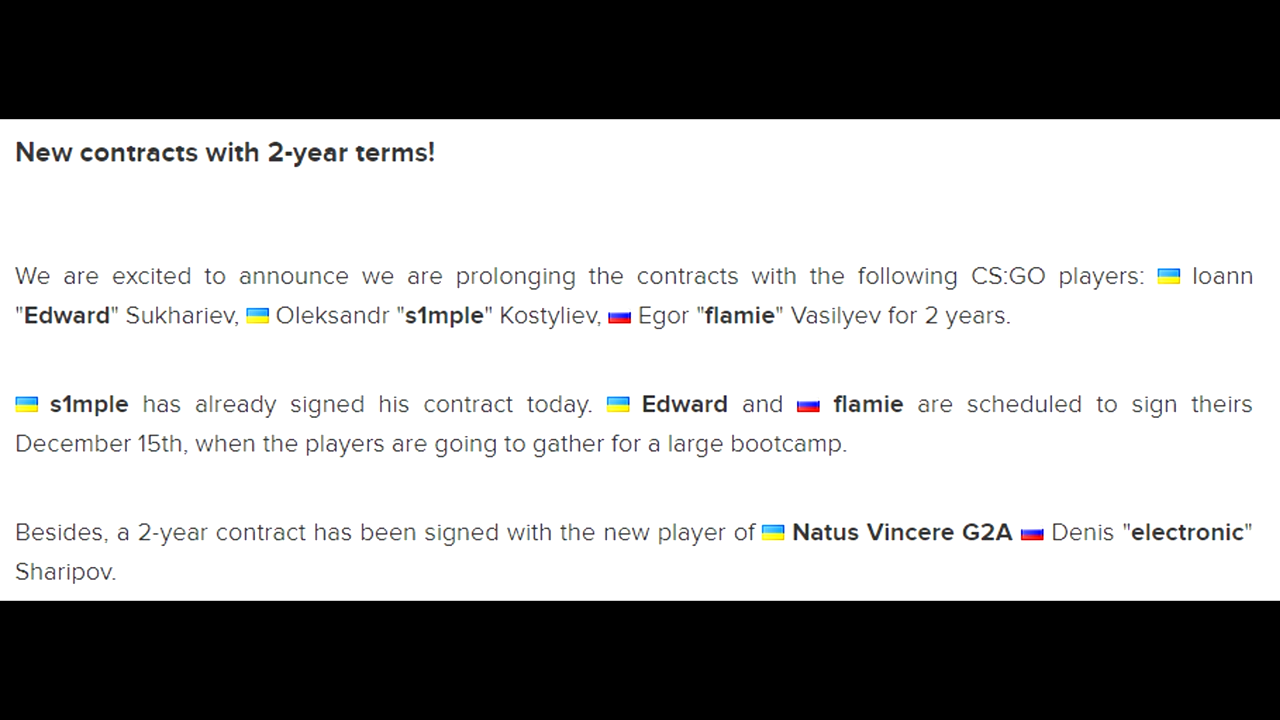 New contracts with 2-year terms!
We are excited to announce we are prolonging the contracts with the following CS:GO players: Ioann
"Edward" Sukhariev, Oleksandr "s1mple" Kostyliev, Egor "flamie" Vasilyev for 2 years.
s1mple has already signed his contract today. Edward and flamie are scheduled to sign theirs
December 15th, when the players are going to gather for a large bootcamp.
Besides, a 2-year contract has been signed with the new player of Natus Vincere G2A Denis "electronic"
Sharipov.